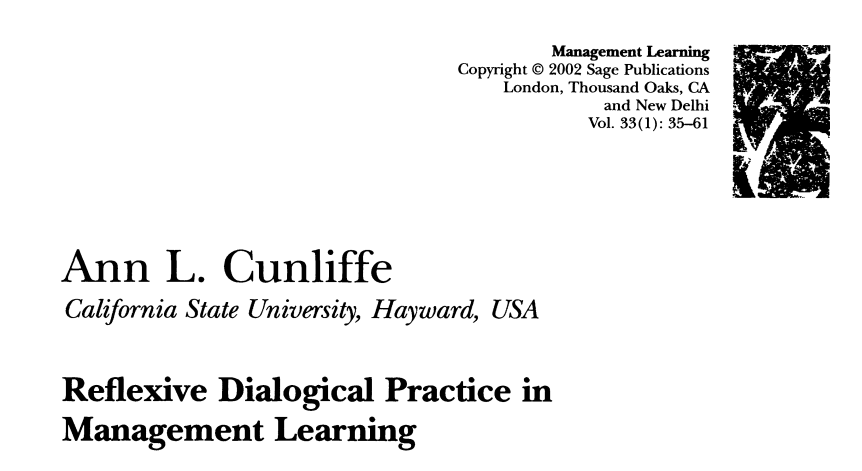 Management Learning
Copyright © 2002 Sage Publications
London, Thousand Oaks, CA
and New Delhi
Vol. 33(1): 35–61
Ann L. Cunliffe
California State University, Hayward, USA
Reflexive Dialogical Practice in
Management Learning